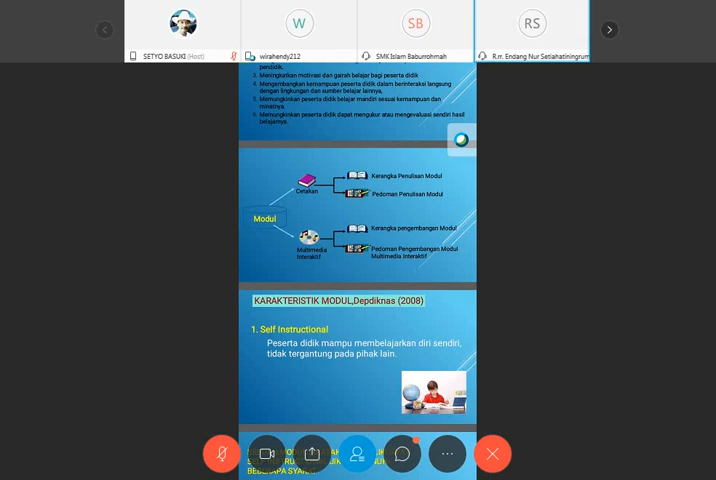 W
SB
RS
SETYO BASUKI (Host)
wirahendy212
SMK Islam Baburrohmah
R.rr. Endang Nur Setiahatiningrum
pendidik.
3. Meningkatkan motivasi dan gairah belajar bagi peserta didik
4. Mengembangkan kemampuan peserta didik dalam berinteraksi langsung
dengan lingkungan dan sumber belajar lainnya,
5. Memungkinkan peserta didik belajar mandiri sesuai kemampuan dan
minatnya.
6. Memungkinkan peserta didik dapat mengukur atau mengevaluasi sendiri hasil
belajarnya.
Modul
Cetakan
Kerangka Penulisan Modul
Pedoman Penulisan Modul
Multimedia
Interaktif
Kerangka pengembangan Modul
Pedoman Pengembangan Modul
Multimedia Interaktif
KARAKTERISTIK MODUL,Depdiknas (2008)
1. Self Instructional
Peserta didik mampu membelajarkan diri sendiri,
tidak tergantung pada pihak lain.
BEBERAPA